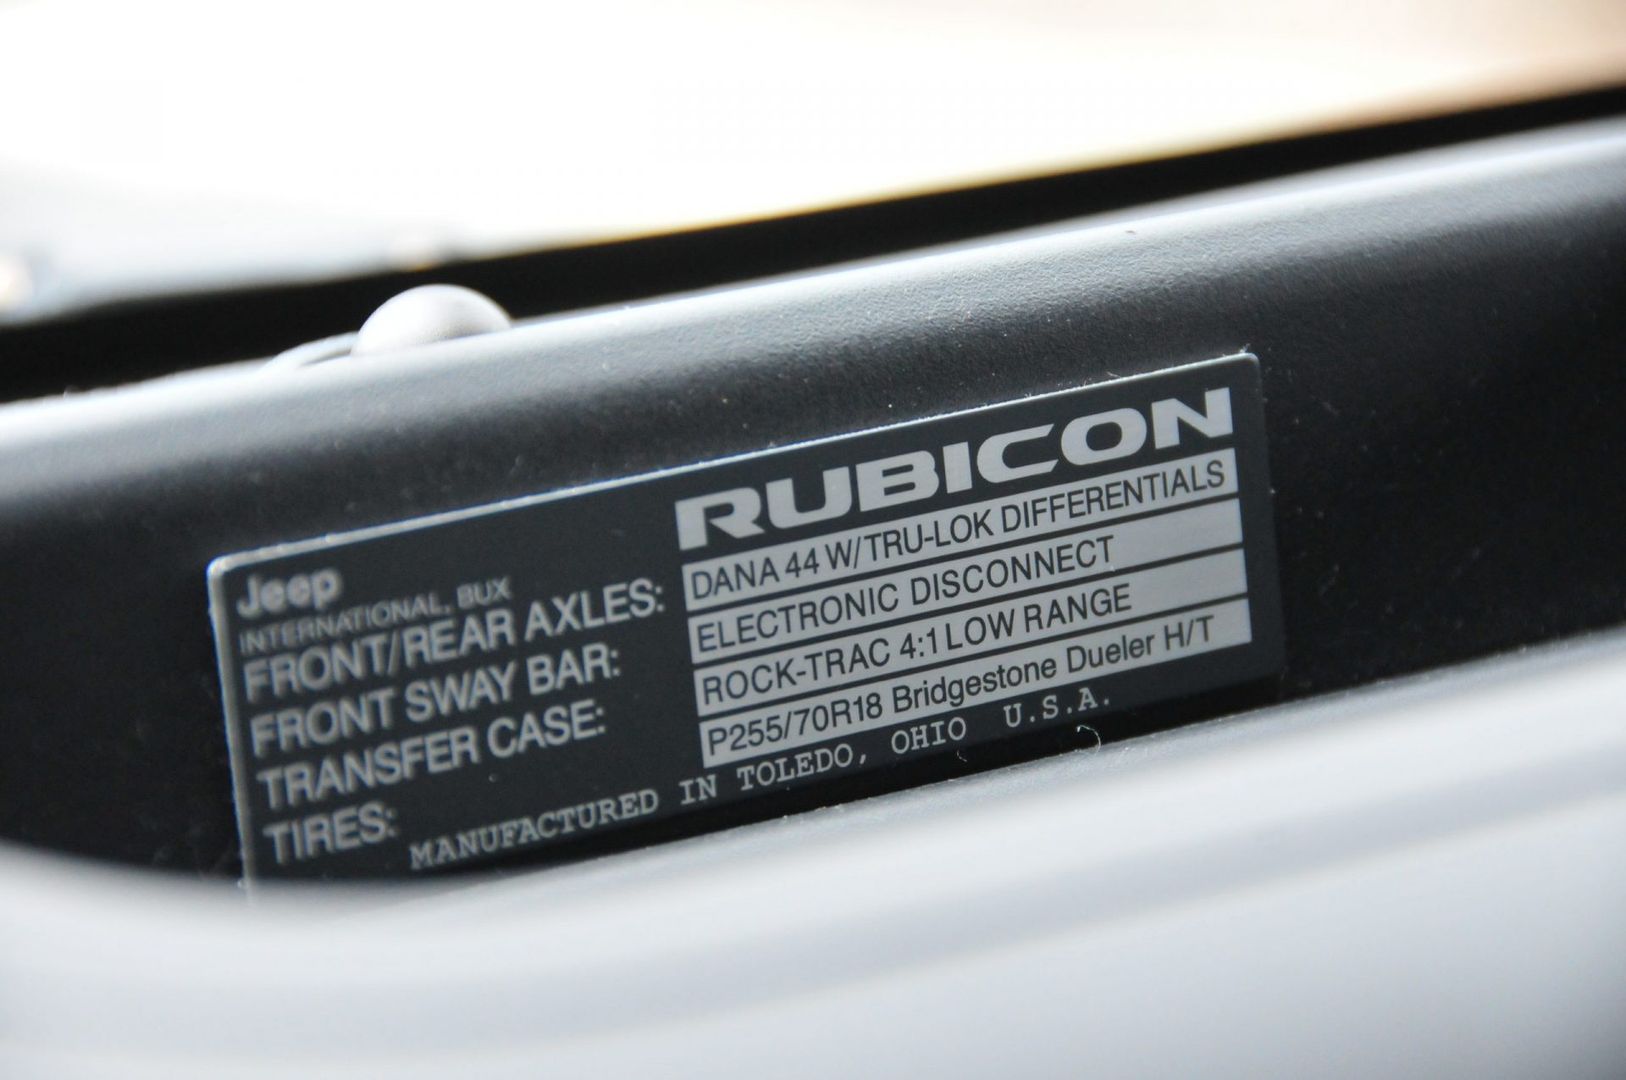 Jeep
RUBICON
INTERNATIONAL, BUX
FRONT/REAR AXLES: DANA 44 W/TRU-LOK DIFFERENTIALS
FRONT SWAY BAR: ELECTRONIC DISCONNECT
TRANSFER CASE: ROCK-TRAC 4:1 LOW RANGE
TIRES: P255/70R18 Bridgestone Dueler H/T
MANUFACTURED IN TOLEDO, OHIO U.S.A.